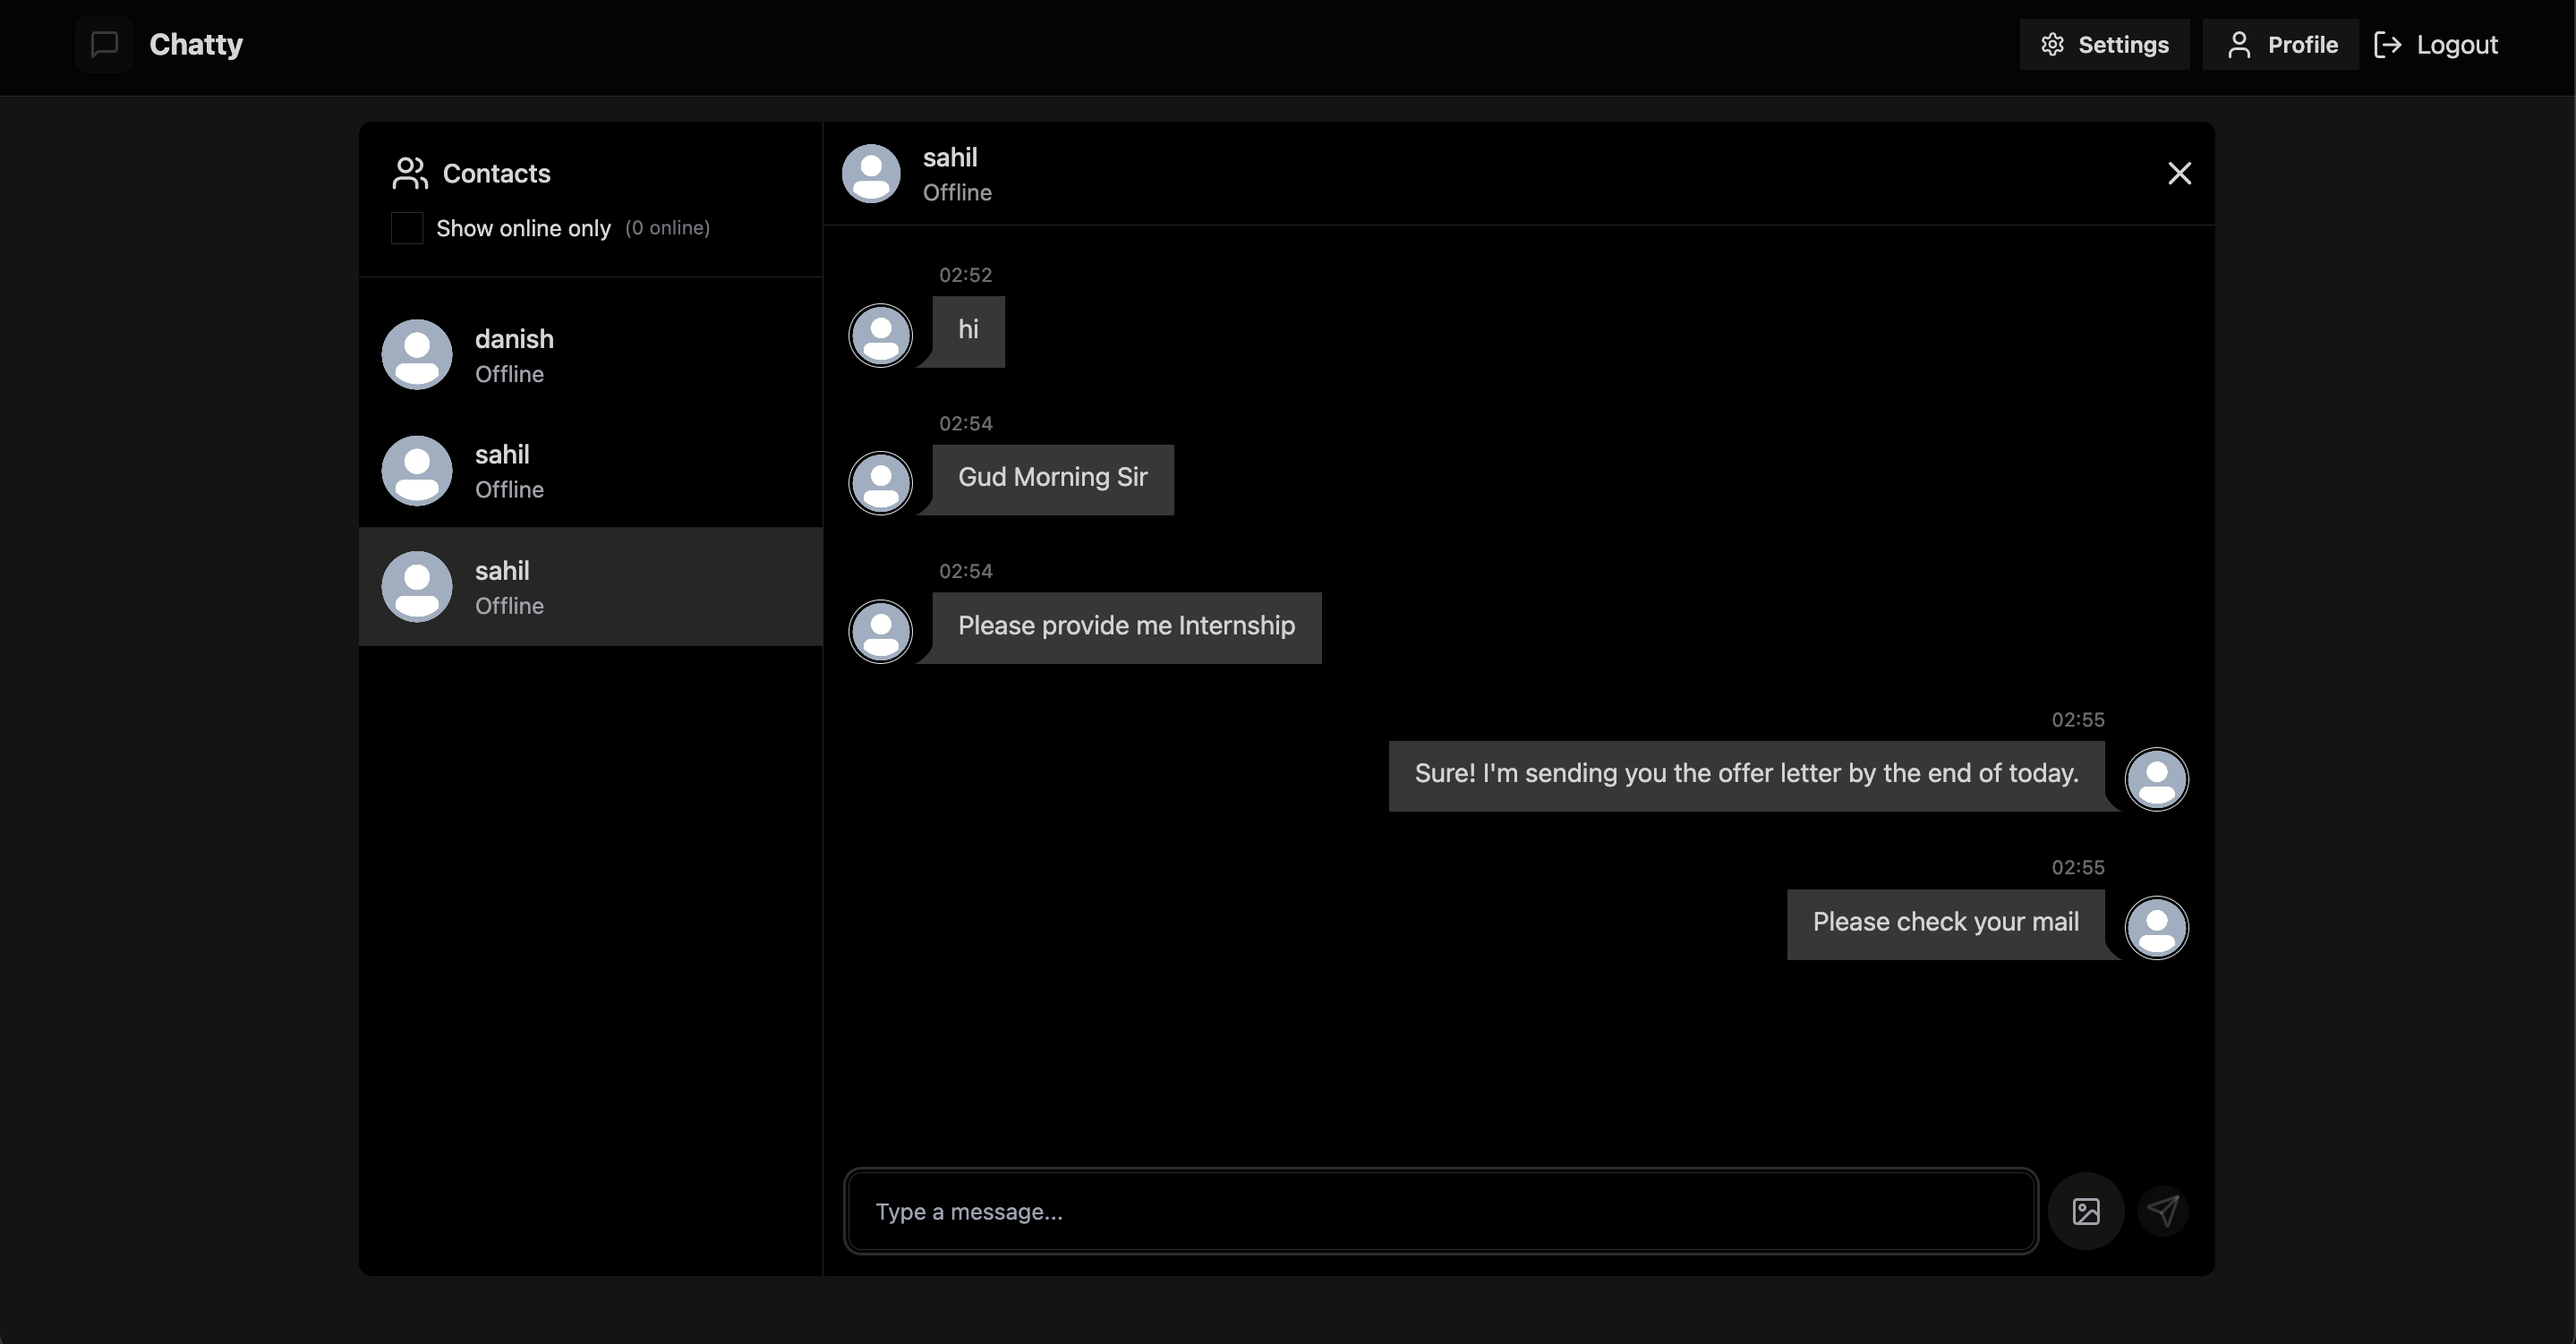 Chatty
Settings
Profile
Logout
Contacts
Show online only (0 online)
danish
Offline
sahil
Offline
sahil
Offline
sahil
Offline
02:52
hi
02:54
Gud Morning Sir
02:54
Please provide me Internship
02:55
Sure! I'm sending you the offer letter by the end of today.
02:55
Please check your mail
Type a message...